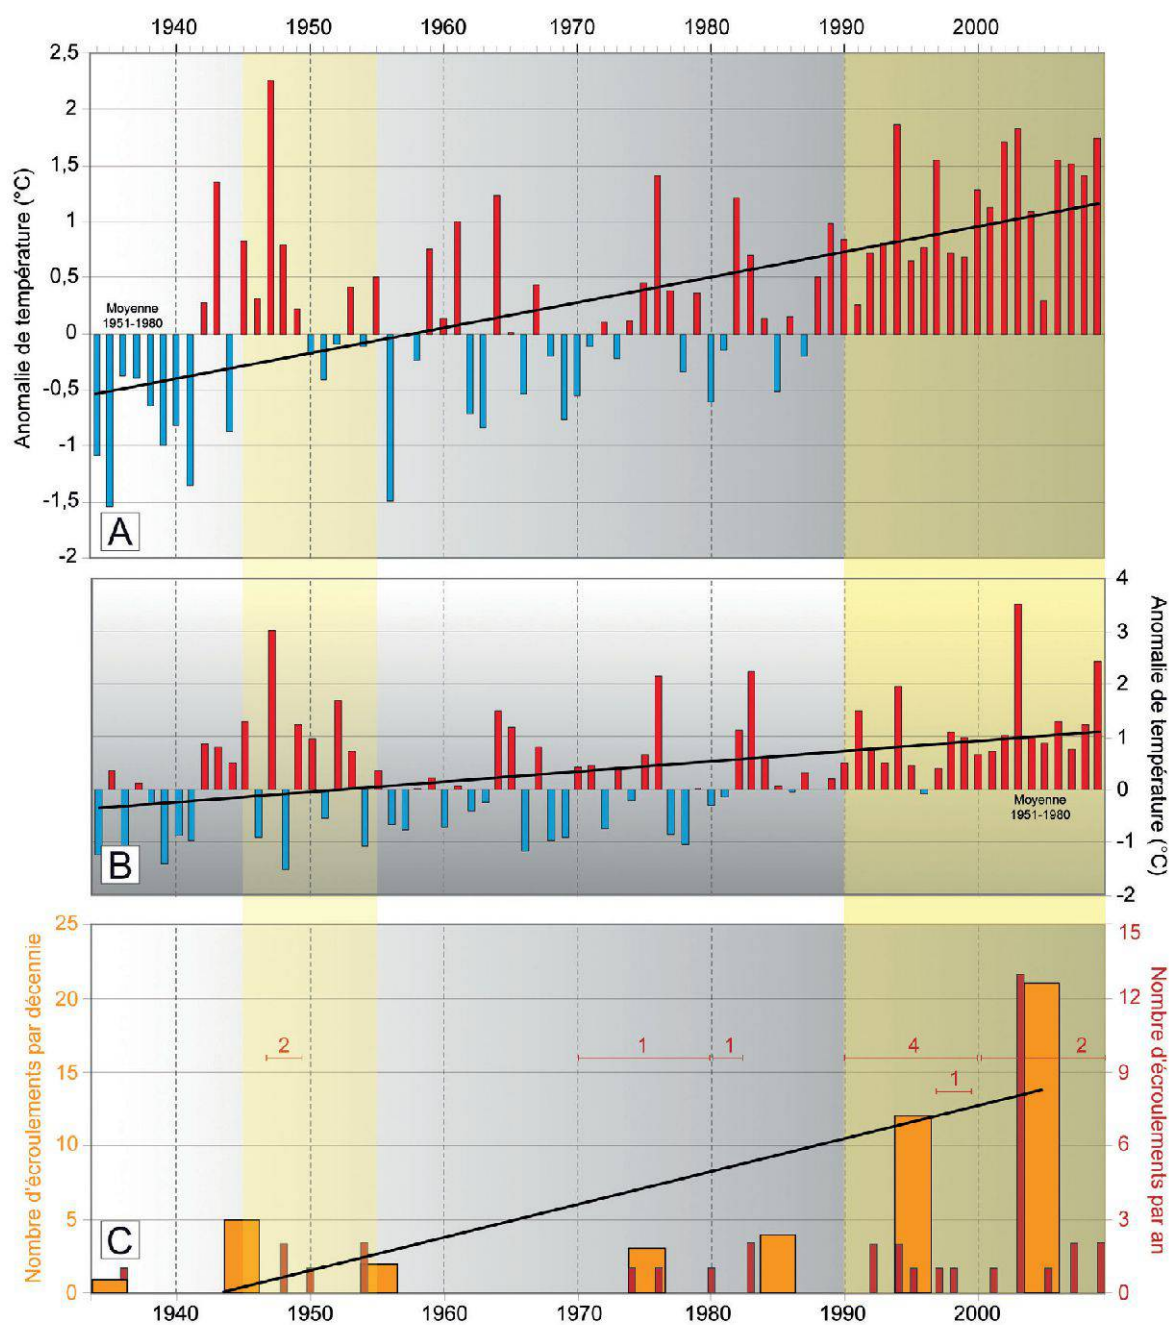 1940 1950 1960 1970 1980 1990 2000
2,5
2
1,5
1
0,5
0
-0,5
-1
-1,5
-2
Anomalie de température (°C)
Moyenne
1951-1980
A
4
3
2
1
0
-1
-2
Anomalie de température (°C)
Moyenne
1951-1980
B
25
20
15
10
5
0
Nombre d'écroulements par décennie
15
12
9
6
3
0
Nombre d'écroulements par an
2 1 1 4 2
1
C
1940 1950 1960 1970 1980 1990 2000